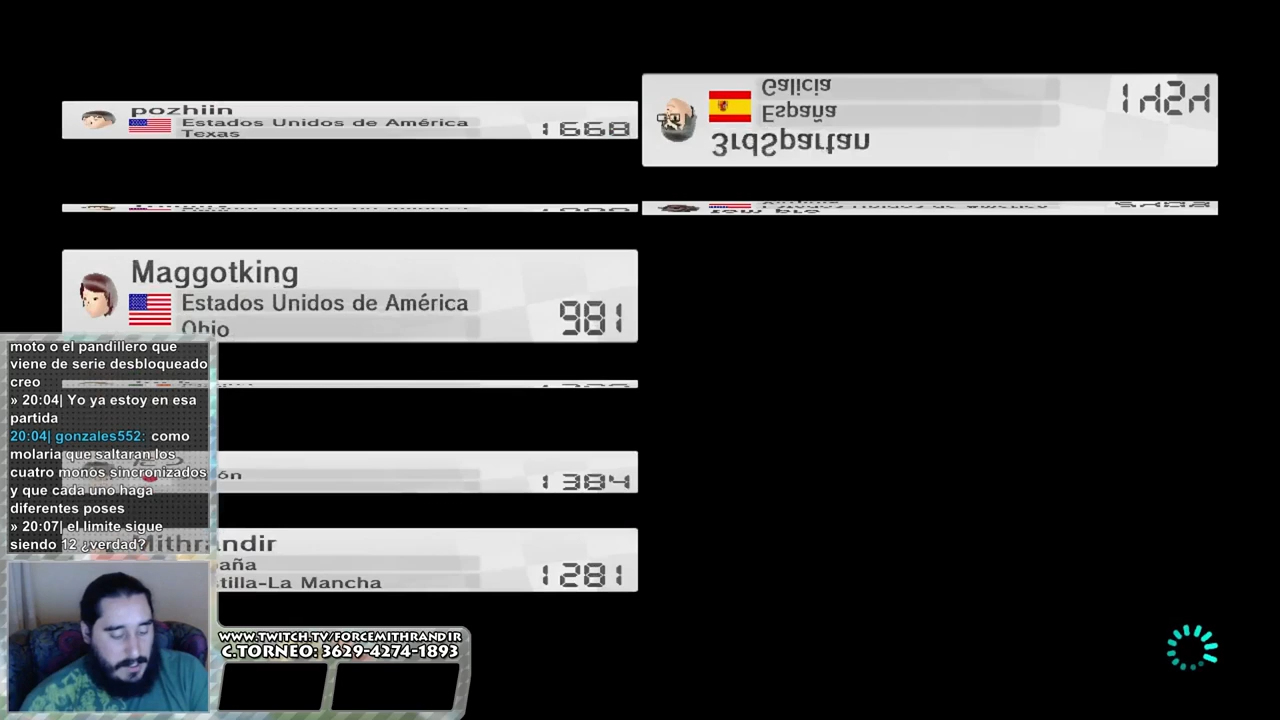 pozhiin
Estados Unidos de América
Texas
1668
Galicia
España
3rdSpartan
1424
Maggotking
Estados Unidos de América
Ohio
981
1384
Mithrandir
1281
tilla-La Mancha
moto o el pandillero que
viene de serie desbloqueado
creo
» 20:04| Yo ya estoy en esa
partida
20:04| gonzales552: como
molaria que saltaran los
cuatro monos sincronizados
y que cada uno haga
diferentes poses
» 20:07| el limite sigue
siendo 12 ¿verdad?
WWW.TWITCH.TV/FORCEMITHRANDIR
C.TORNEO: 3629-4274-1893